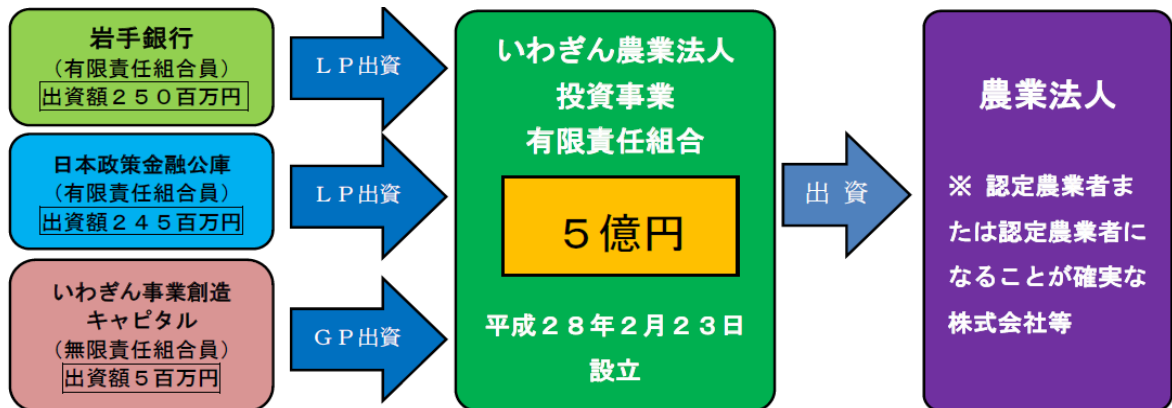 岩手銀行
（有限責任組合員）
出資額２５０百万円
ＬＰ出資
日本政策金融公庫
（有限責任組合員）
出資額２４５百万円
ＬＰ出資
いわぎん事業創造
キャピタル
（無限責任組合員）
出資額５百万円
ＧＰ出資
いわぎん農業法人
投資事業
有限責任組合
５億円
平成２８年２月２３日
設立
出 資
農業法人
※ 認定農業者ま
たは認定農業者に
なることが確実な
株式会社等